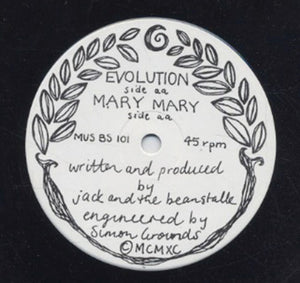 EVOLUTION
side aa
MARY MARY
side aa
MUS BS 101
45 rpm
written and produced
by
jack and the beanstalk
engineered by
Simon Grounds
© MCMXC